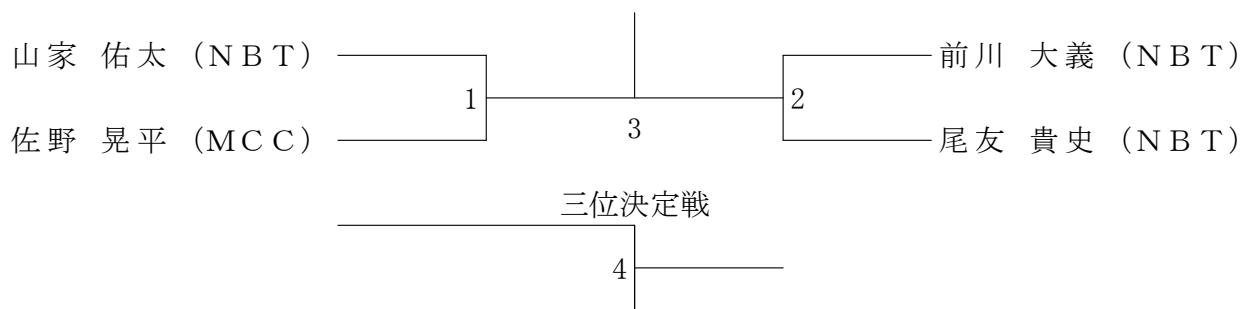 山家 佑太 (ＮＢＴ)
前川 大義 (ＮＢＴ)
1
2
3
佐野 晃平 (ＭＣＣ)
尾友 貴史 (ＮＢＴ)
三位決定戦
4